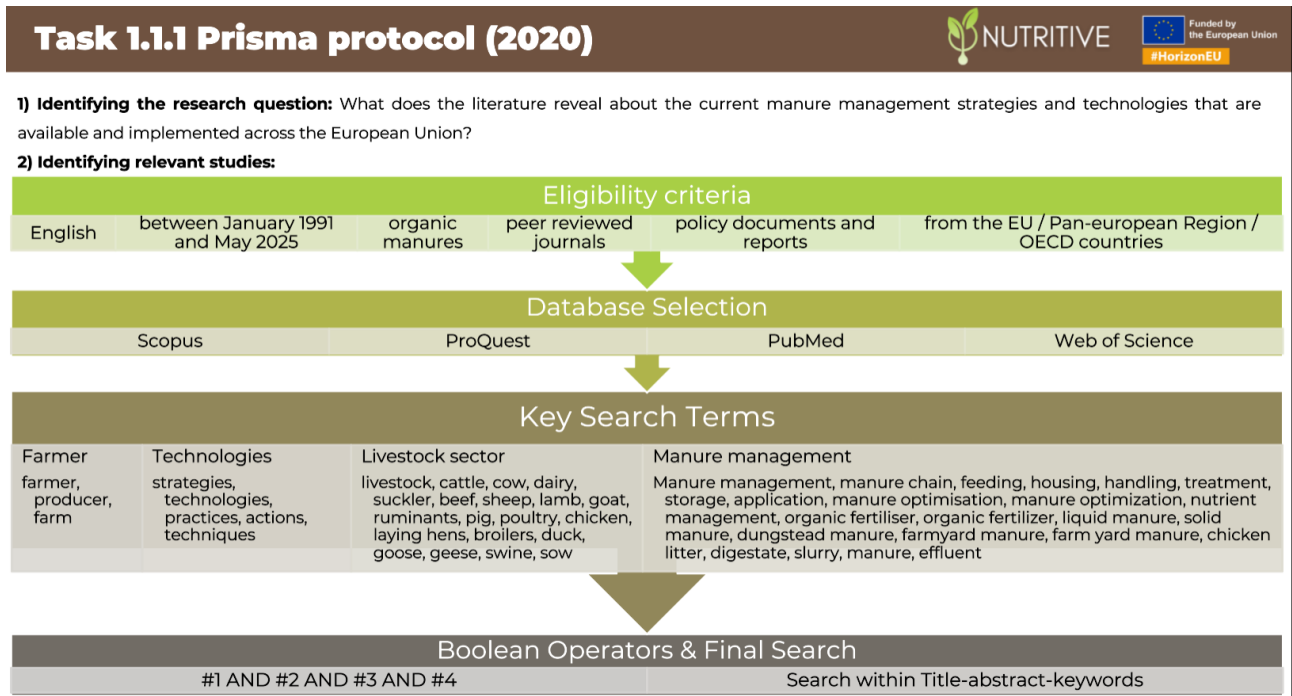 Task 1.1.1 Prisma protocol (2020)
NUTRITIVE
Funded by
the European Union
#HorizonEU
1) Identifying the research question: What does the literature reveal about the current manure management strategies and technologies that are
available and implemented across the European Union?
2) Identifying relevant studies:
Eligibility criteria
English
between January 1991
and May 2025
organic
manures
peer reviewed
journals
policy documents and
reports
from the EU / Pan-european Region /
OECD countries
Database Selection
Scopus
ProQuest
PubMed
Web of Science
Key Search Terms
Farmer
farmer,
producer,
farm
Technologies
strategies,
technologies,
practices, actions,
techniques
Livestock sector
livestock, cattle, cow, dairy,
suckler, beef, sheep, lamb, goat,
ruminants, pig, poultry, chicken,
laying hens, broilers, duck,
goose, geese, swine, sow
Manure management
Manure management, manure chain, feeding, housing, handling, treatment,
storage, application, manure optimisation, manure optimization, nutrient
management, organic fertiliser, organic fertilizer, liquid manure, solid
manure, dungstead manure, farmyard manure, farm yard manure, chicken
litter, digestate, slurry, manure, effluent
Boolean Operators & Final Search
#1 AND #2 AND #3 AND #4
Search within Title-abstract-keywords